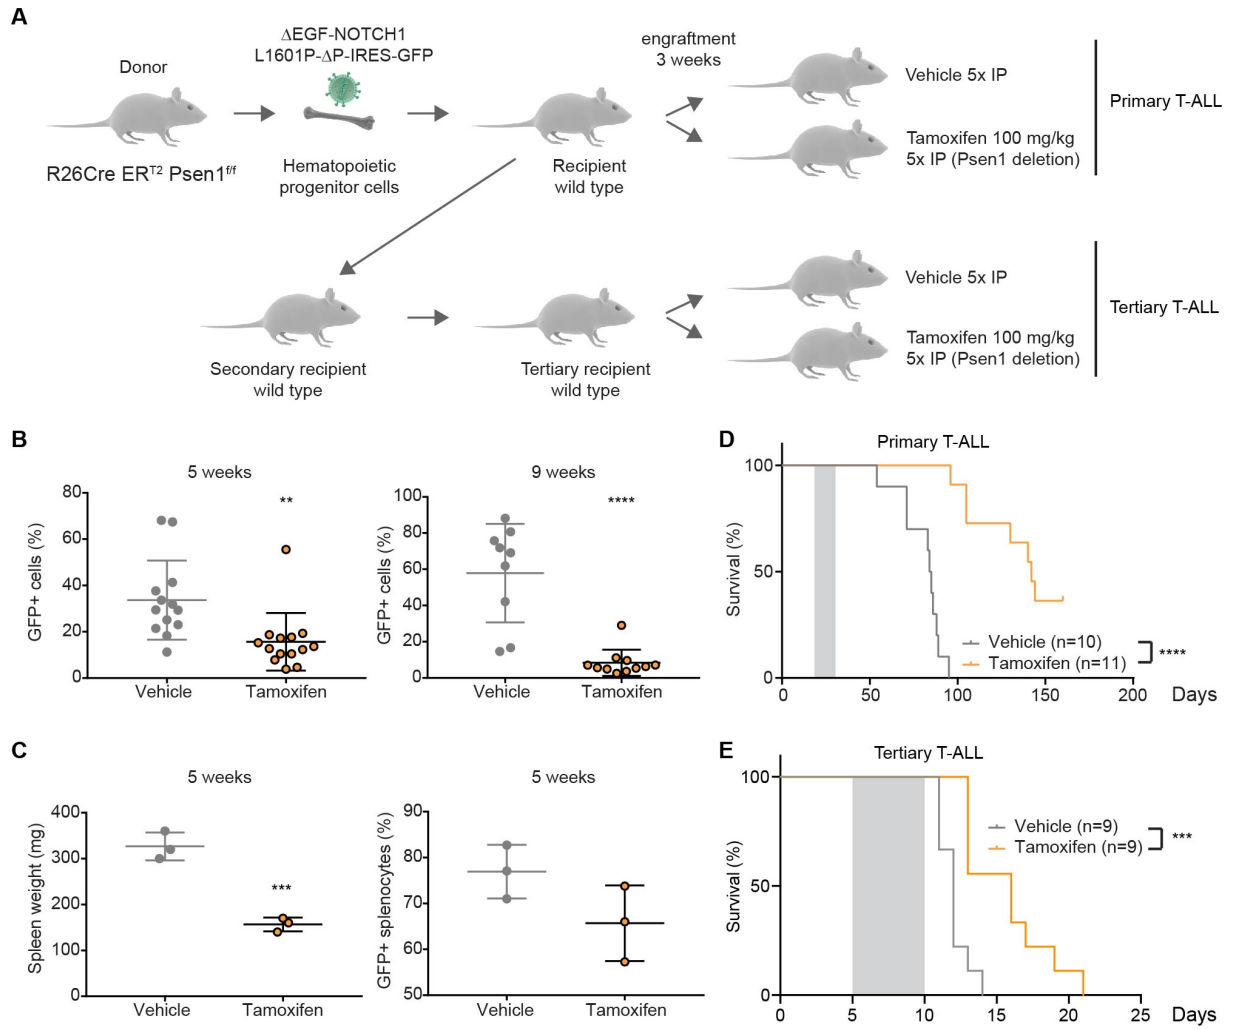 A
ΔEGF-NOTCH1
L1601P-ΔP-IRES-GFP
Donor
R26Cre ERT2 Psen1f/f
Hematopoietic
progenitor cells
Recipient
wild type
engraftment
3 weeks
Vehicle 5x IP
Tamoxifen 100 mg/kg
5x IP (Psen1 deletion)
Primary T-ALL
Secondary recipient
wild type
Tertiary recipient
wild type
Vehicle 5x IP
Tamoxifen 100 mg/kg
5x IP (Psen1 deletion)
Tertiary T-ALL
B
5 weeks
GFP+ cells (%)
80
60
40
20
0
**
Vehicle
Tamoxifen
9 weeks
GFP+ cells (%)
100
80
60
40
20
0
****
Vehicle
Tamoxifen
C
5 weeks
Spleen weight (mg)
400
300
200
100
0
***
Vehicle
Tamoxifen
5 weeks
GFP+ splenocytes (%)
90
80
70
60
50
Vehicle
Tamoxifen
D
Primary T-ALL
Survival (%)
100
50
0
Vehicle (n=10)
Tamoxifen (n=11)
****
0
50
100
150
200
Days
E
Tertiary T-ALL
Survival (%)
100
50
0
Vehicle (n=9)
Tamoxifen (n=9)
***
0
5
10
15
20
25
Days